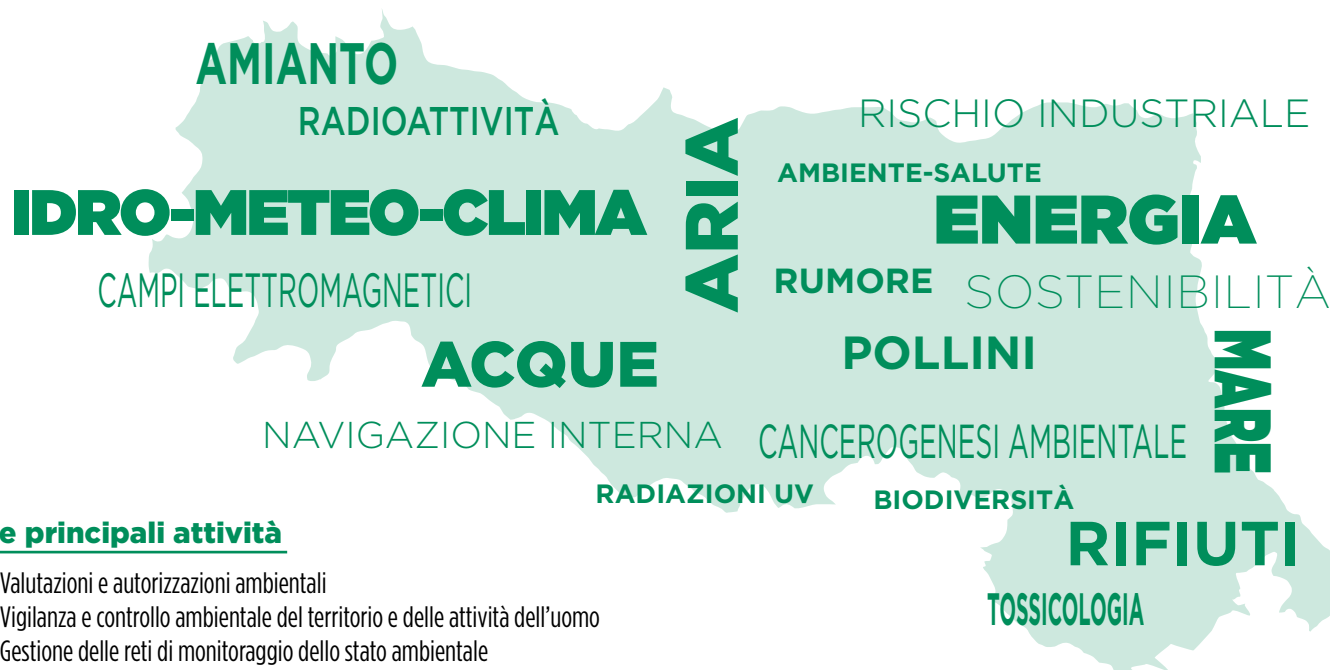 AMIANTO
RADIOATTIVITÀ
RISCHIO INDUSTRIALE
ARIA
AMBIENTE-SALUTE
IDRO-METEO-CLIMA
ENERGIA
CAMPI ELETTROMAGNETICI
RUMORE
SOSTENIBILITÀ
ACQUE
POLLINI
MARE
NAVIGAZIONE INTERNA
CANCEROGENESI AMBIENTALE
RADIAZIONI UV
BIODIVERSITÀ
RIFIUTI
TOSSICOLOGIA
e principali attività
Valutazioni e autorizzazioni ambientali
Vigilanza e controllo ambientale del territorio e delle attività dell'uomo
Gestione delle reti di monitoraggio dello stato ambientale